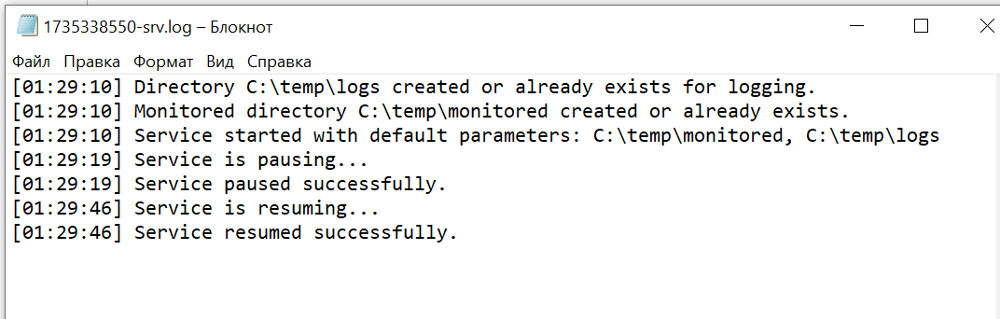 1735338550-srv.log – Блокнот
Файл Правка Формат Вид Справка
[01:29:10] Directory C:\temp\logs created or already exists for logging.
[01:29:10] Monitored directory C:\temp\monitored created or already exists.
[01:29:10] Service started with default parameters: C:\temp\monitored, C:\temp\logs
[01:29:19] Service is pausing...
[01:29:19] Service paused successfully.
[01:29:46] Service is resuming...
[01:29:46] Service resumed successfully.